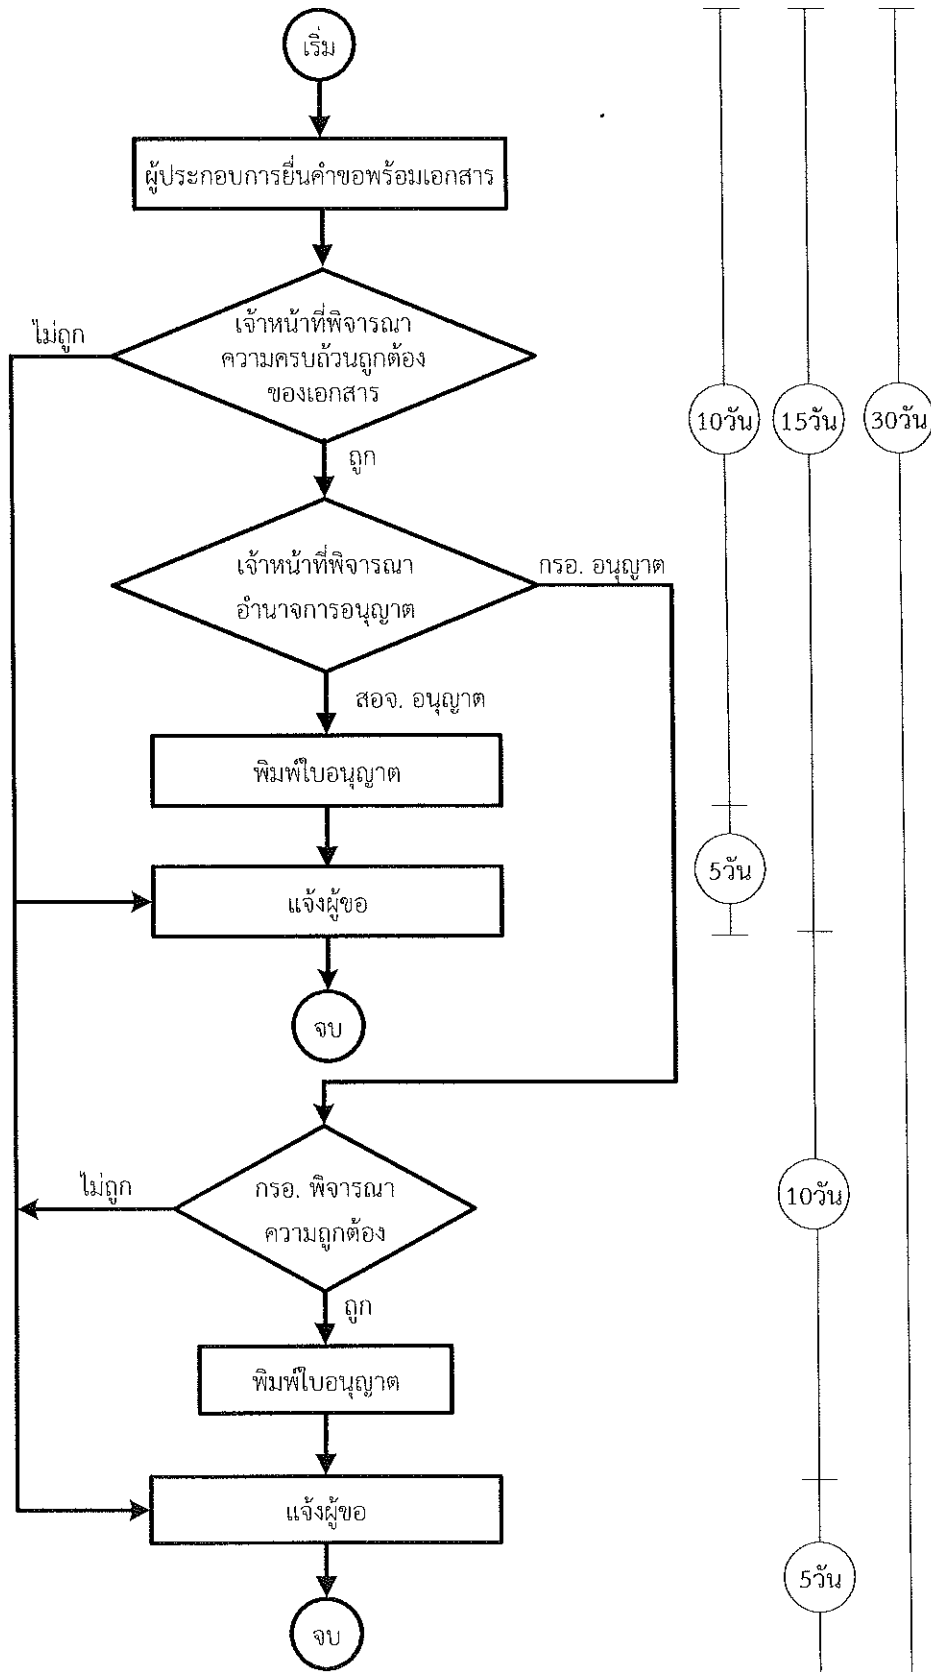 เริ่ม
ผู้ประกอบการยื่นคำขอพร้อมเอกสาร
ไม่ถูก
เจ้าหน้าที่พิจารณา
ความครบถ้วนถูกต้อง
ของเอกสาร
10วัน
15วัน
30วัน
ถูก
เจ้าหน้าที่พิจารณา
อำนาจการอนุญาต
กรอ. อนุญาต
สอจ. อนุญาต
พิมพ์ใบอนุญาต
5วัน
แจ้งผู้ขอ
จบ
ไม่ถูก
กรอ. พิจารณา
ความถูกต้อง
10วัน
ถูก
พิมพ์ใบอนุญาต
แจ้งผู้ขอ
5วัน
จบ